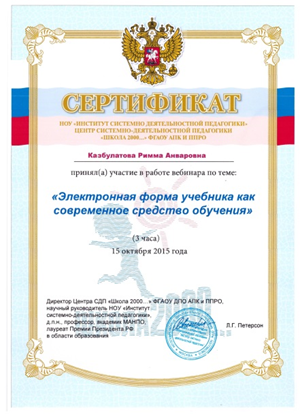 СЕРТИФИКАТ
НОУ «ИНСТИТУТ СИСТЕМНО ДЕЯТЕЛЬНОСТНОЙ ПЕДАГОГИКИ»
ЦЕНТР СИСТЕМНО-ДЕЯТЕЛЬНОСТНОЙ ПЕДАГОГИКИ
«ШКОЛА 2000...» ФГАОУ АПК И ППРО
Казбулатова Римма Анваровна
принял(а) участие в работе вебинара по теме:
«Электронная форма учебника как
современное средство обучения»
(3 часа)
15 октября 2015 года
Директор Центра СДП «Школа 2000...» ФГАОУ ДПО АПК и ППРО,
научный руководитель НОУ «Институт
системно-деятельностной педагогики»,
д.п.н., профессор, академик МАНПО,
лауреат Премии Президента РФ
в области образования
Л.Г. Петерсон